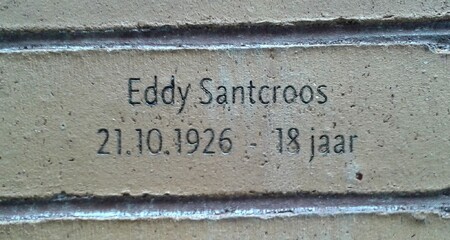 Eddy Santcroos
21.10.1926 - 18 jaar